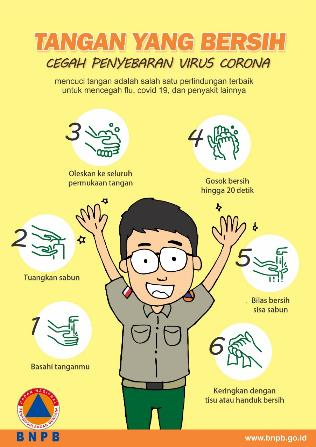 TANGAN YANG BERSIH
CEGAH PENYEBARAN VIRUS CORONA
mencuci tangan adalah salah satu perlindungan terbaik
untuk mencegah flu, covid 19, dan penyakit lainnya
1
Basahi tanganmu
2
Tuangkan sabun
3
Oleskan ke seluruh
permukaan tangan
4
Gosok bersih
hingga 20 detik
5
. Bilas bersih
sisa sabun
6
Keringkan dengan
tisu atau handuk bersih
BNPB
www.bnpb.go.id